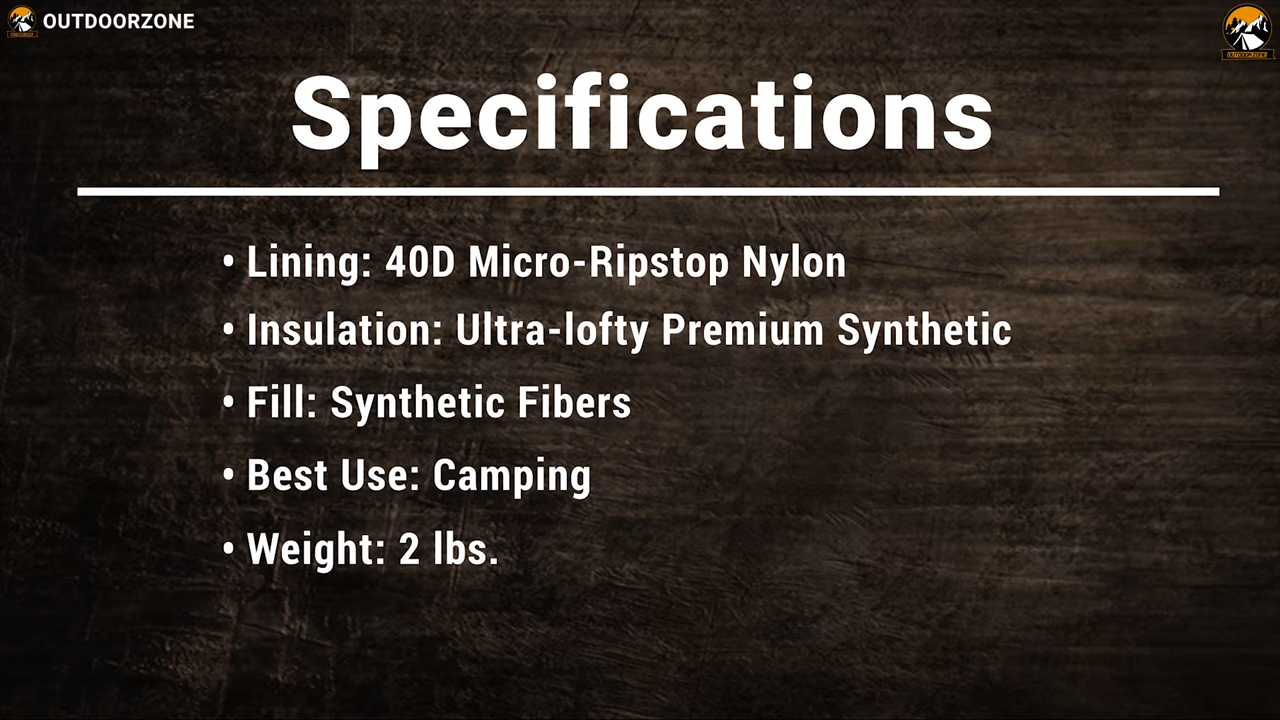 OUTDOORZONE
Specifications
• Lining: 40D Micro-Ripstop Nylon
• Insulation: Ultra-lofty Premium Synthetic
• Fill: Synthetic Fibers
• Best Use: Camping
• Weight: 2 lbs.
OUTDOORZONE